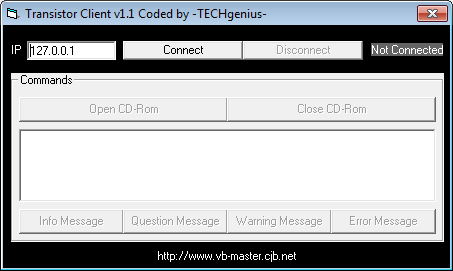 Transistor Client v1.1 Coded by -TECHgenius-
IP 127.0.0.1 Connect Disconnect Not Connected
Commands
Open CD-Rom Close CD-Rom
Info Message Question Message Warning Message Error Message
http://www.vb-master.cjb.net